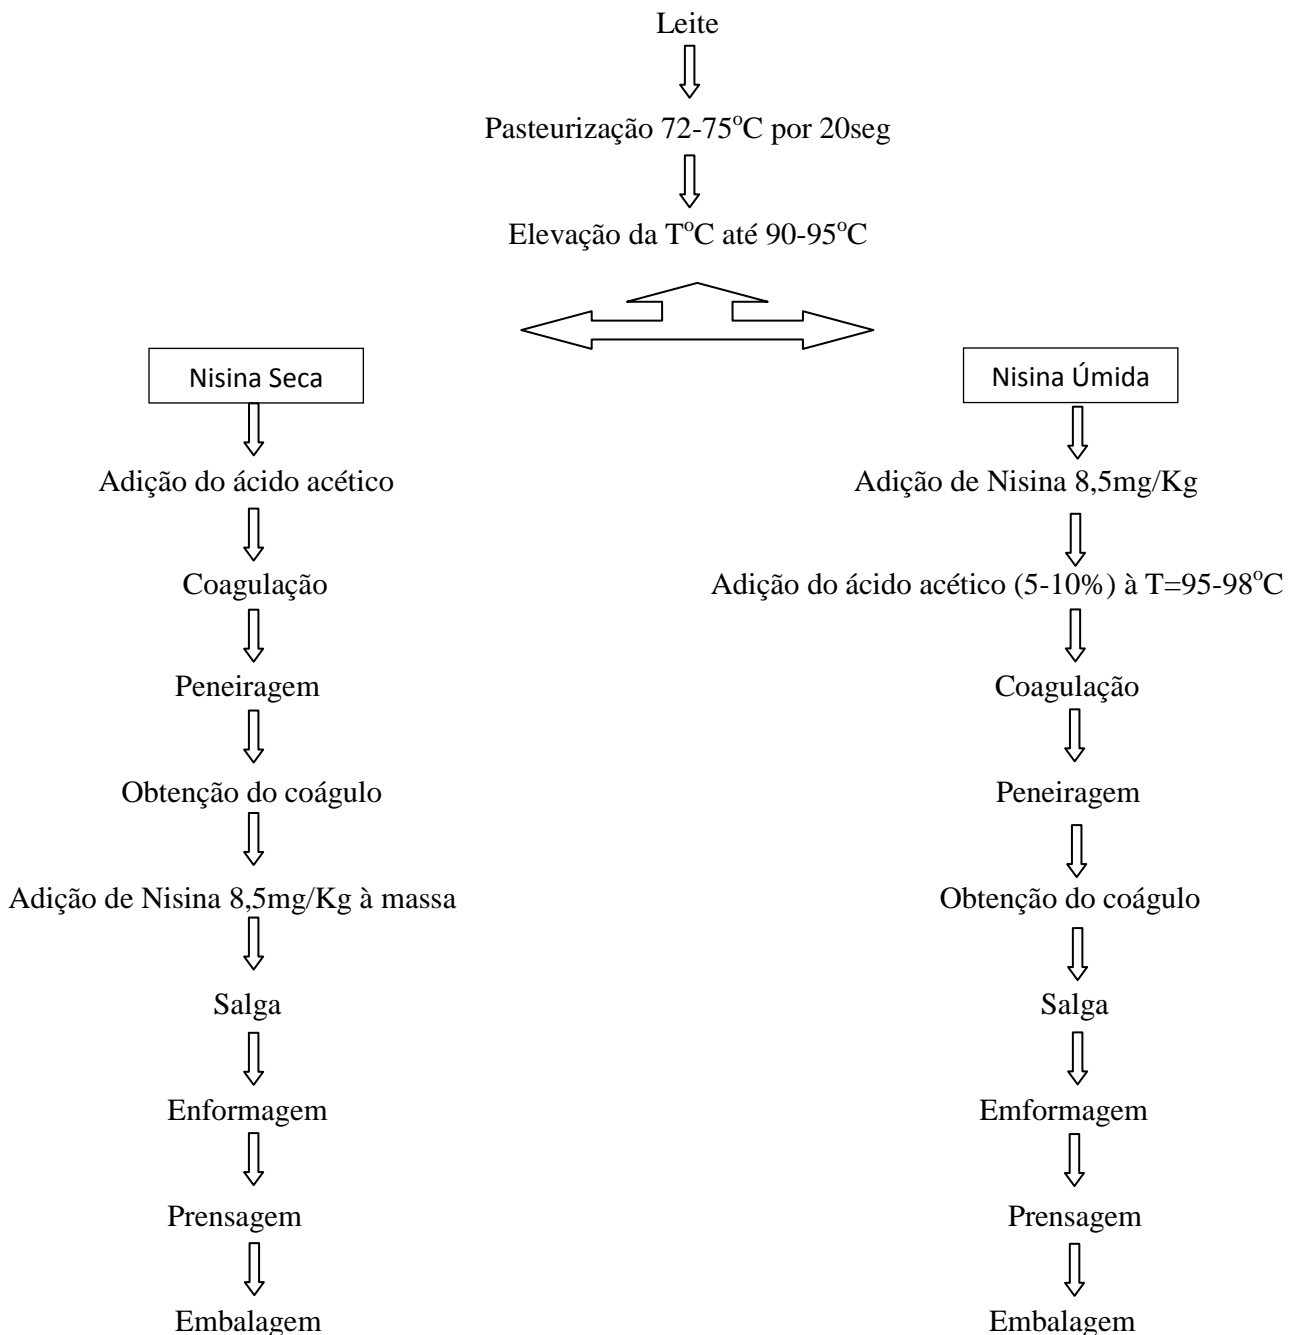 Leite
Pasteurização 72-75°C por 20seg
Elevação da T°C até 90-95°C
Nisina Seca
Adição do ácido acético
Coagulação
Peneiragem
Obtenção do coágulo
Adição de Nisina 8,5mg/Kg à massa
Salga
Enformagem
Prensagem
Embalagem
Nisina Úmida
Adição de Nisina 8,5mg/Kg
Adição do ácido acético (5-10%) à T=95-98°C
Coagulação
Peneiragem
Obtenção do coágulo
Salga
Emformagem
Prensagem
Embalagem